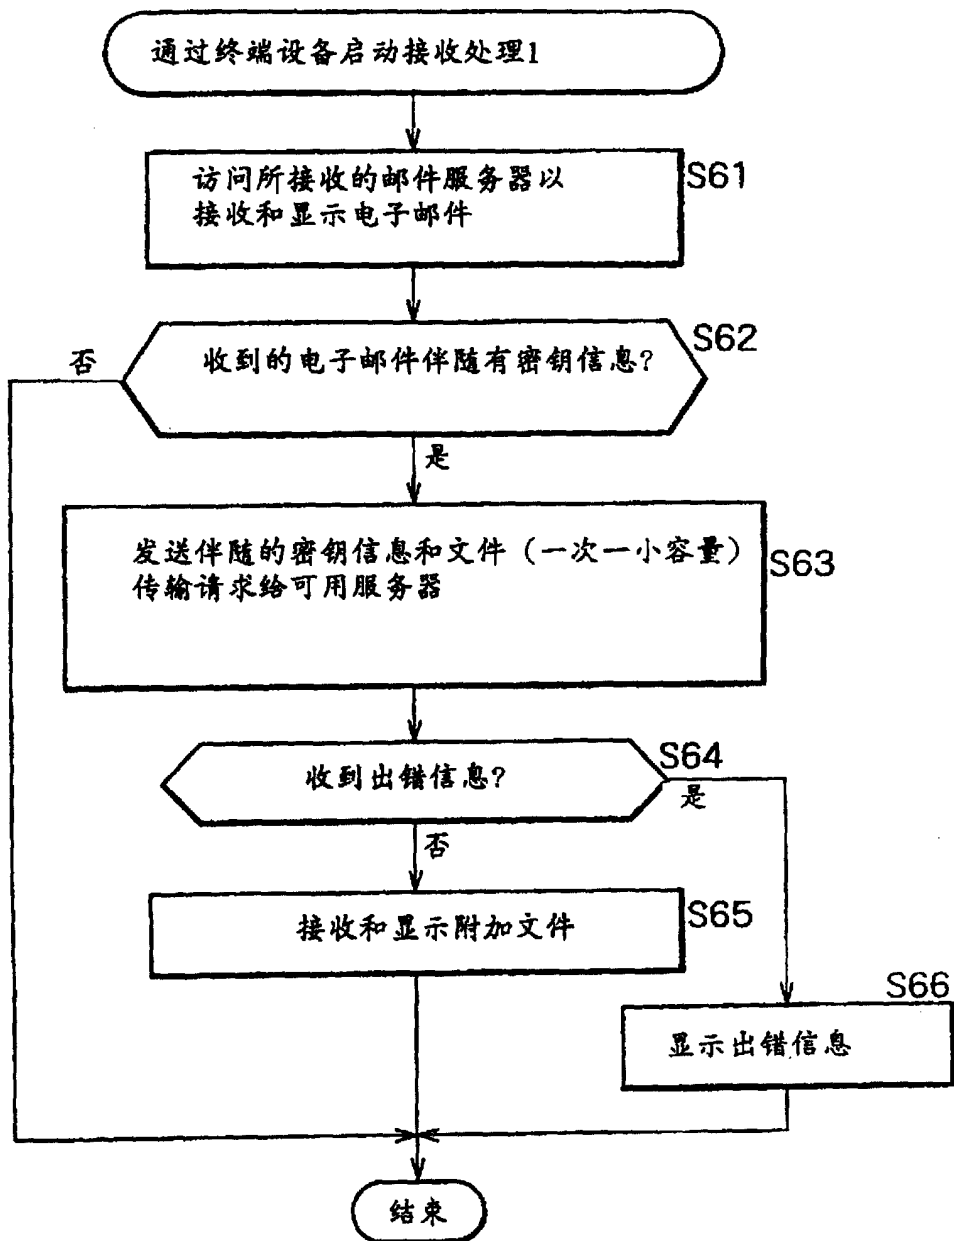 通过终端设备启动接收处理1
访问所接收的邮件服务器以
接收和显示电子邮件
S61
收到的电子邮件伴随有密钥信息?
S62
否
是
发送伴随的密钥信息和文件（一次一小容量）
传输请求给可用服务器
S63
收到出错信息?
S64
是
否
接收和显示附加文件
S65
S66
显示出错信息
结束